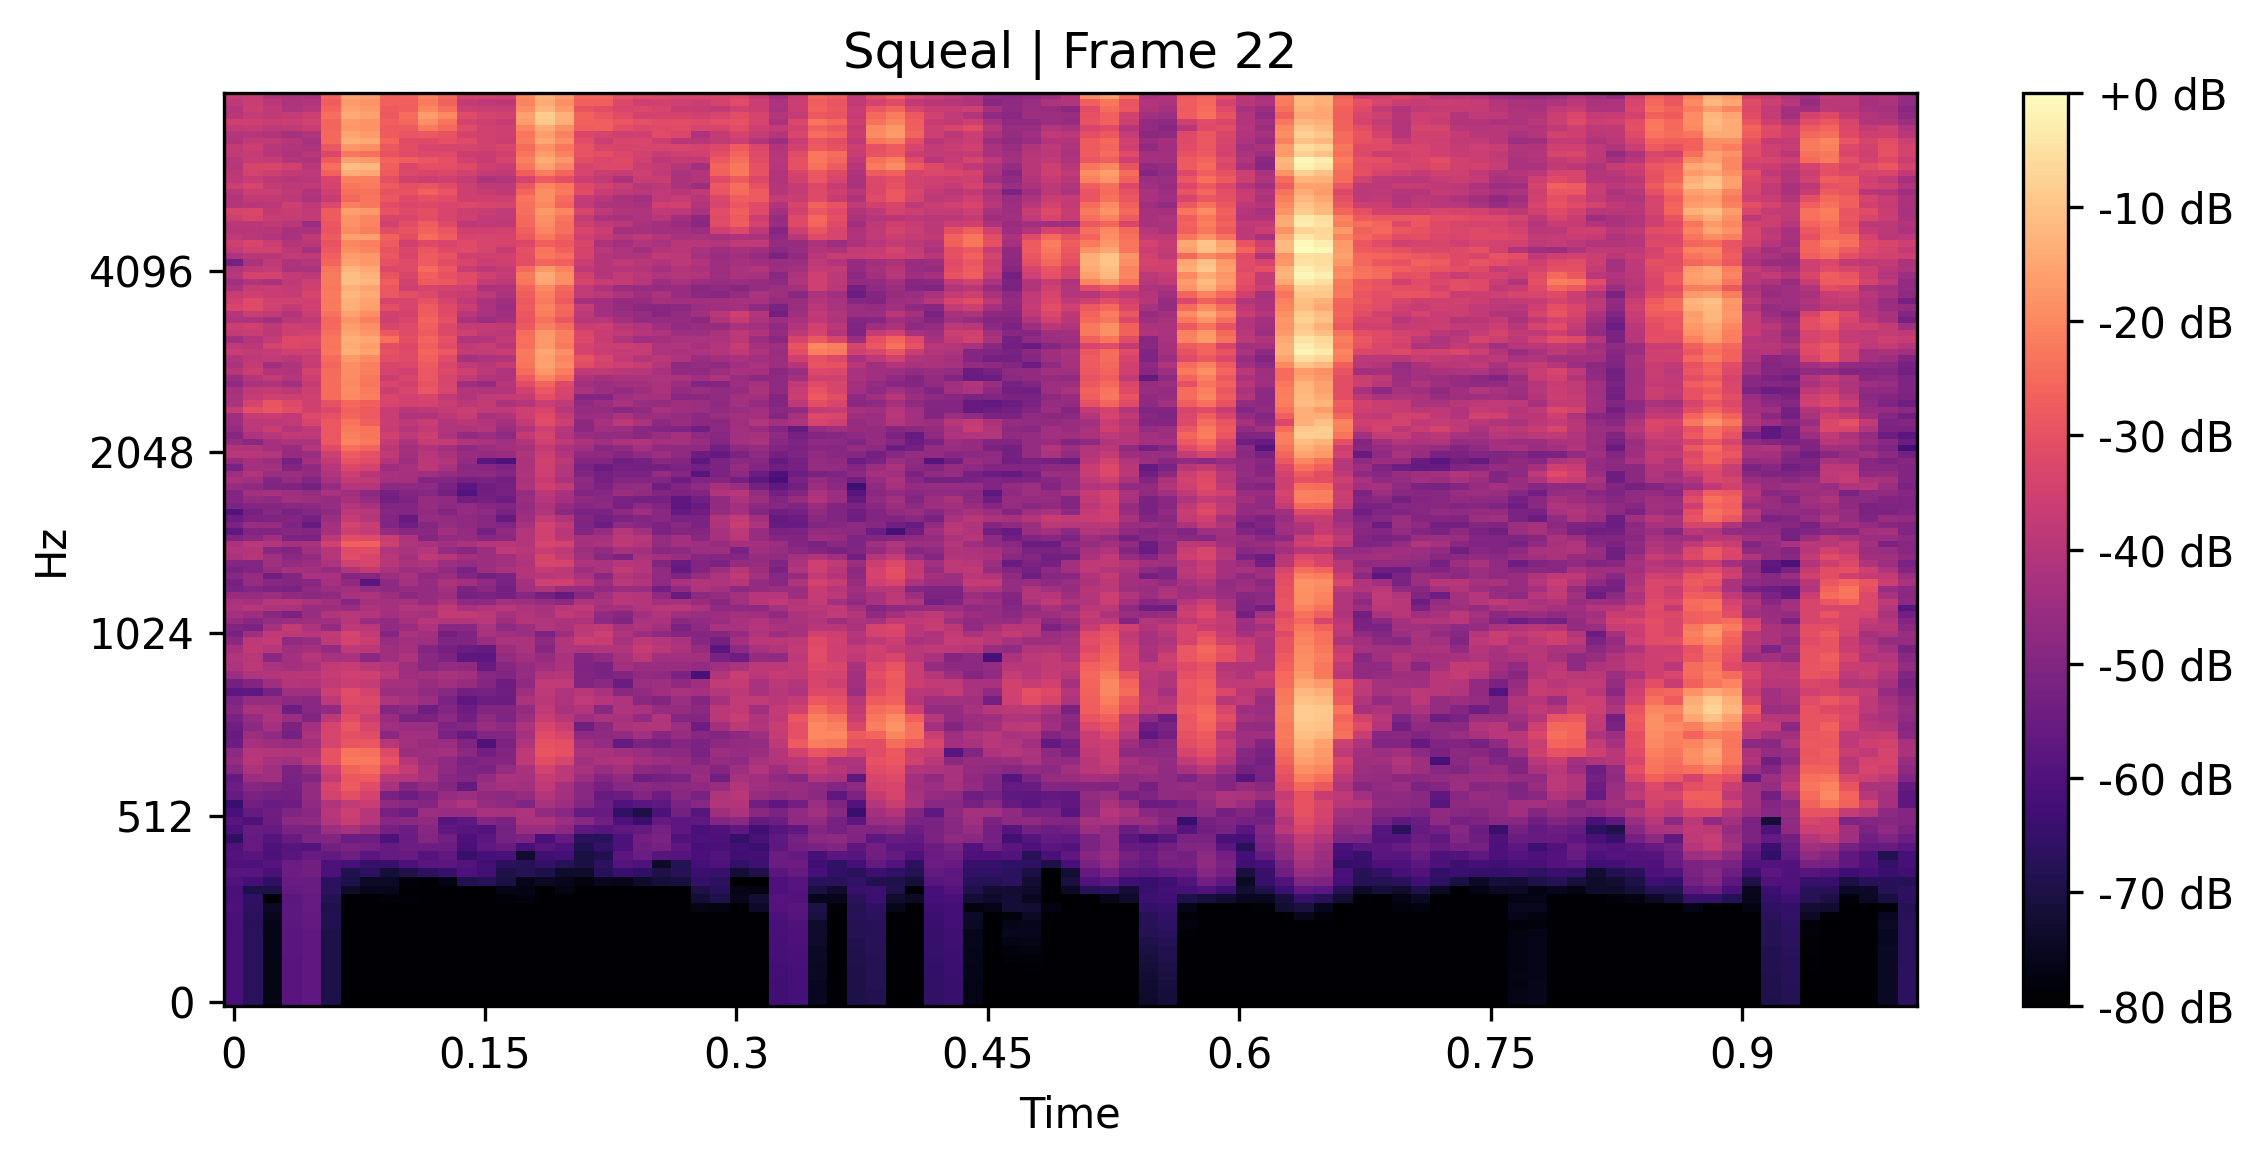 Squeal | Frame 22
+0 dB
-10 dB
-20 dB
-30 dB
-40 dB
-50 dB
-60 dB
-70 dB
-80 dB
Hz
4096
2048
1024
512
0
0 0.15 0.3 0.45 0.6 0.75 0.9
Time